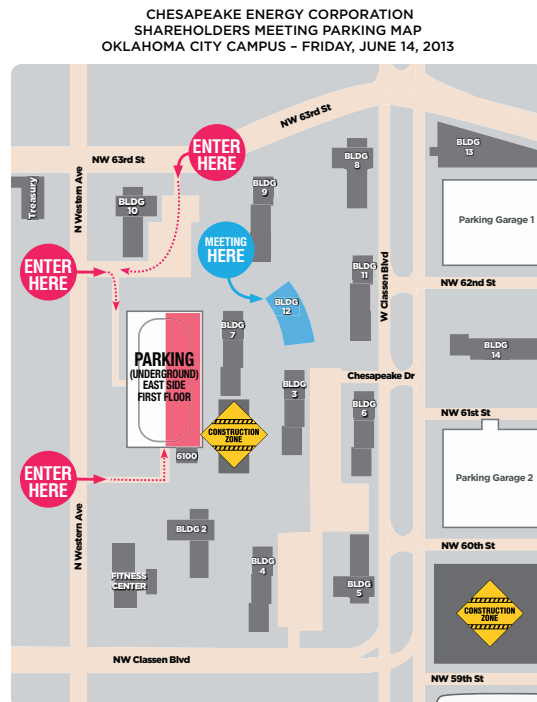 CHESAPEAKE ENERGY CORPORATION
SHAREHOLDERS MEETING PARKING MAP
OKLAHOMA CITY CAMPUS – FRIDAY, JUNE 14, 2013
NW 63rd St
NW 63rd St
ENTER
HERE
BLDG
8
BLDG
13
Treasury
N Western Ave
BLDG
10
BLDG
9
Parking Garage 1
MEETING
HERE
ENTER
HERE
BLDG
11
W Classen Blvd
NW 62nd St
BLDG
12
BLDG
7
BLDG
14
PARKING
(UNDERGROUND)
EAST SIDE
FIRST FLOOR
Chesapeake Dr
BLDG
3
BLDG
6
NW 61st St
CONSTRUCTION
ZONE
6100
ENTER
HERE
Parking Garage 2
N Western Ave
BLDG 2
NW 60th St
BLDG
4
FITNESS
CENTER
BLDG
5
CONSTRUCTION
ZONE
NW Classen Blvd
NW 59th St